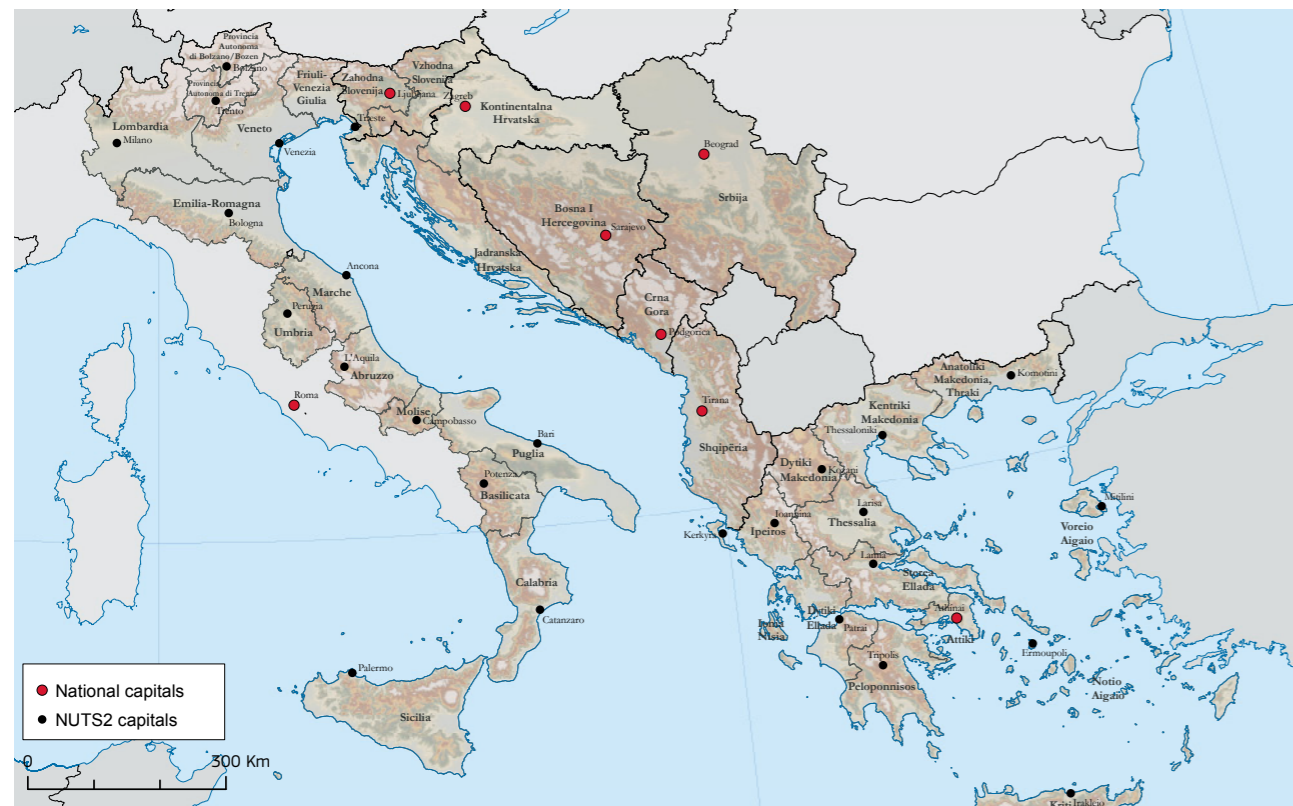 Provincia
Autonoma
di Bolzano/Bozen
Bolzano
Provincia
Autonoma di Trento
Trento
Friuli-
Venezia
Giulia
Zahodna
Slovenija
Vzhodna
Slovenija
Ljubljana
Zagreb
Kontinentalna
Hrvatska
Lombardia
Milano
Veneto
Venezia
Trieste
Beograd
Srbija
Emilia-Romagna
Bologna
Bosna I
Hercegovina
Sarajevo
Jadranska
Hrvatska
Ancona
Marche
Perugia
Umbria
Crna
Gora
Podgorica
L'Aquila
Abruzzo
Roma
Molise
Campobasso
Tirana
Shqipëria
Anatoliki
Makedonia,
Thraki
Komotini
Kentriki
Makedonia
Thessaloniki
Bari
Puglia
Potenza
Basilicata
Dytiki
Makedonia
Kozani
Larisa
Thessalia
Ioannina
Ipeiros
Kerkyra
Mitilini
Voreio
Aigaio
Lamia
Sterea
Ellada
Calabria
Catanzaro
Ionia
Nisia
Dytiki
Ellada
Patrai
Athinai
Attiki
Ermoupoli
Tripolis
Peloponnisos
Notio
Aigaio
Palermo
Sicilia
Kriti
Irakleio
National capitals
NUTS2 capitals
0
300 Km